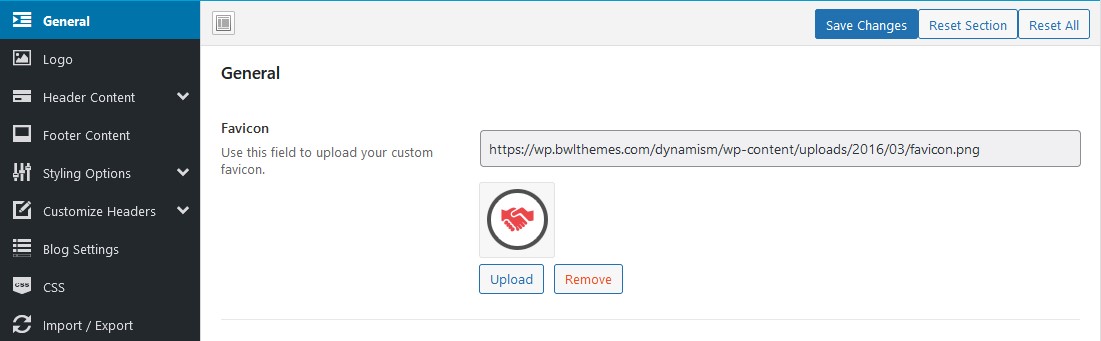 General
Logo
Header Content
Footer Content
Styling Options
Customize Headers
Blog Settings
CSS
CSS
Import / Export
Save Changes
Reset Section
Reset All
General
Favicon
Use this field to upload your custom
favicon.
https://wp.bwlthemes.com/dynamism/wp-content/uploads/2016/03/favicon.png
Upload
Remove